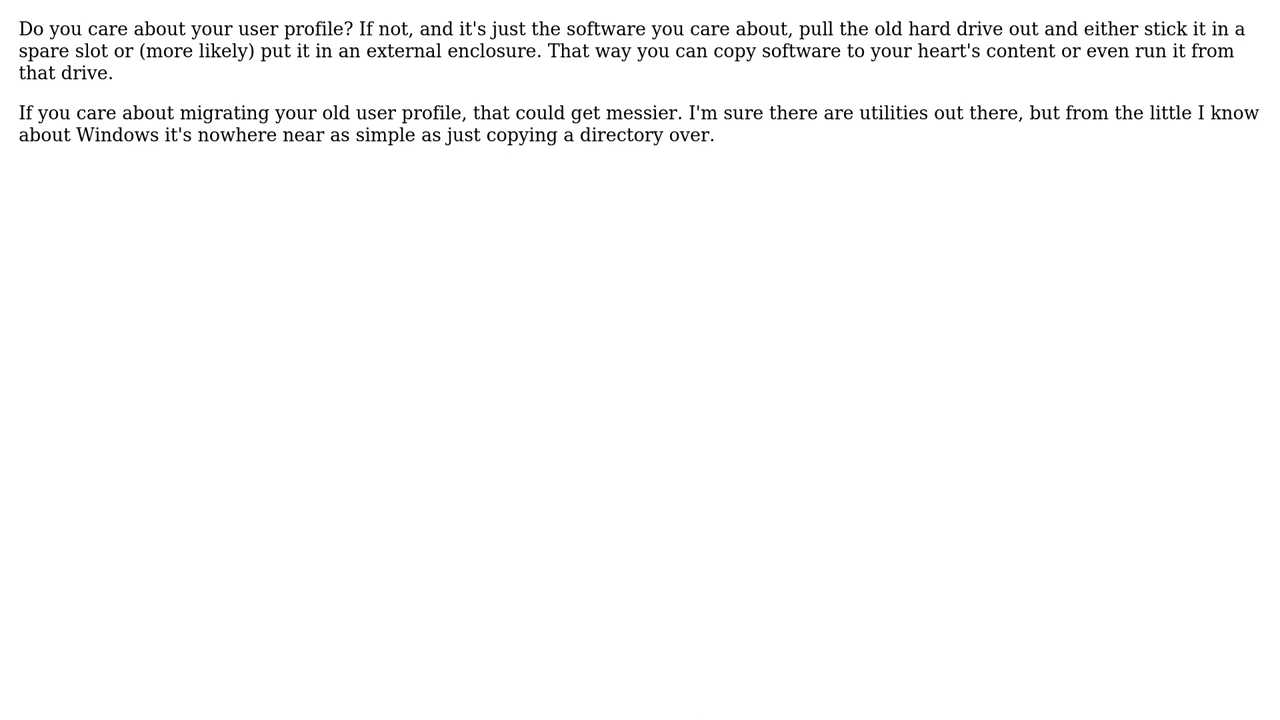 Do you care about your user profile? If not, and it's just the software you care about, pull the old hard drive out and either stick it in a
spare slot or (more likely) put it in an external enclosure. That way you can copy software to your heart's content or even run it from
that drive.
If you care about migrating your old user profile, that could get messier. I'm sure there are utilities out there, but from the little I know
about Windows it's nowhere near as simple as just copying a directory over.